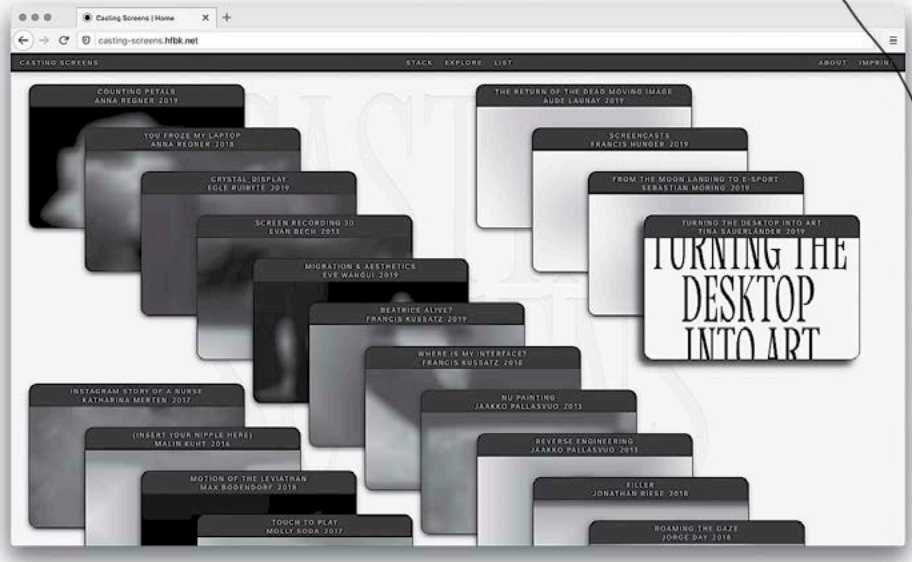 Casting Screens | Home
casting-screens.hfbk.net
CASTING SCREENS
STACK EXPLORE LIST
ABOUT IMPRINT
COUNTING PETALS
ANNA REGNER 2019
YOU FROZE MY LAPTOP
ANNA REGNER 2018
CRYSTAL_DISPLAY
EGLE RUIBYTE 2019
SCREEN RECORDING 30
EVAN BECH 2013
MIGRATION & AESTHETICS
EVE WANGUI 2019
BEATRICE ALIVE?
FRANCIS KUSSATZ 2019
WHERE IS MY INTERFACE?
FRANCIS KUSSATZ 2018
NU PAINTING
JAAKKO PALLASVUO 2013
REVERSE ENGINEERING
JAAKKO PALLASVUO 2013
FILLER
JONATHAN RIESE 2018
ROAMING THE GAZE
JORGE DAY 2018
INSTAGRAM STORY OF A NURSE
KATHARINA MERTEN 2017
(INSERT YOUR NIPPLE HERE)
MALIN KUHT 2016
MOTION OF THE LEVIATHAN
MAX BODENDORF 2018
TOUCH TO PLAY
MOLLY SODA 2017
THE RETURN OF THE DEAD MOVING IMAGE
AUDE LAUNAY 2019
SCREENCASTS
FRANCIS HUNGER 2019
FROM THE MOON LANDING TO E-SPORT
SEBASTIAN MÖRING 2019
TURNING THE DESKTOP INTO ART
TINA SAUERLÄNDER 2019
TURNING THE
DESKTOP
INTO ART